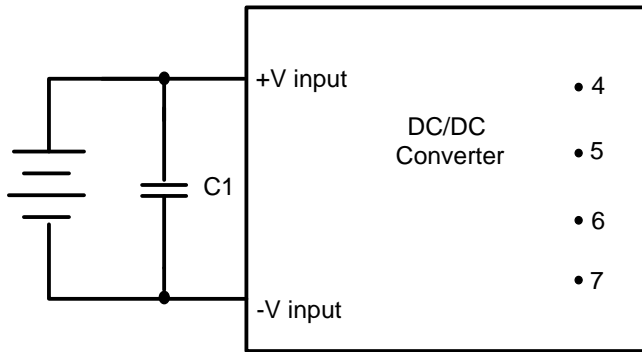 +V input
• 4
DC/DC
Converter
• 5
C1
• 6
• 7
-V input